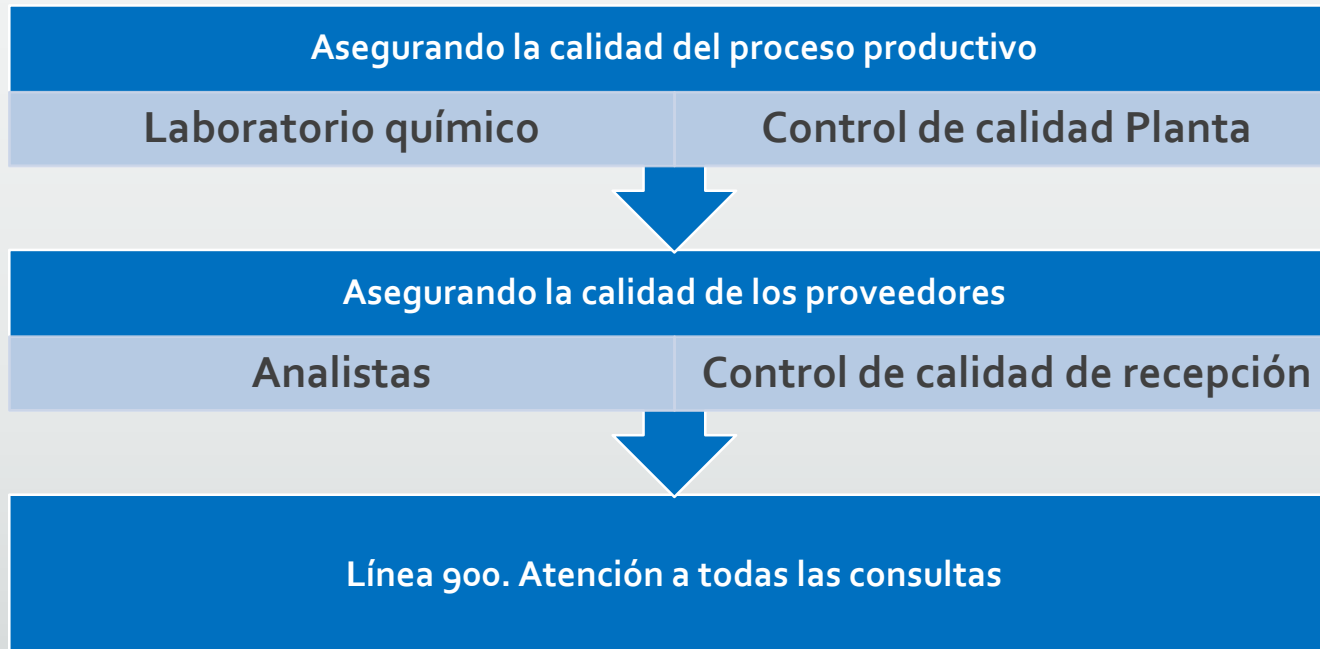 Asegurando la calidad del proceso productivo
Laboratorio químico
Control de calidad Planta
Asegurando la calidad de los proveedores
Analistas
Control de calidad de recepción
Línea 900. Atención a todas las consultas